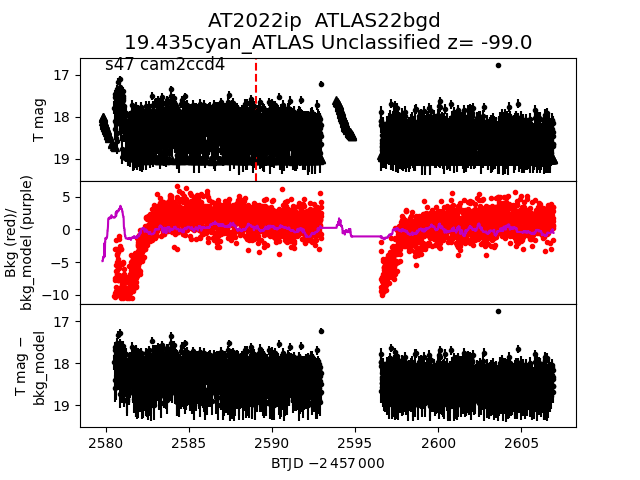 AT2022ip  ATLAS22bgd
19.435cyan_ATLAS Unclassified z= -99.0
s47 cam2ccd4
T mag
17
18
19
Bkg (red)/
bkg_model (purple)
5
0
−5
−10
T mag −
bkg_model
17
18
19
2580 2585 2590 2595 2600 2605
BTJD −2 457 000